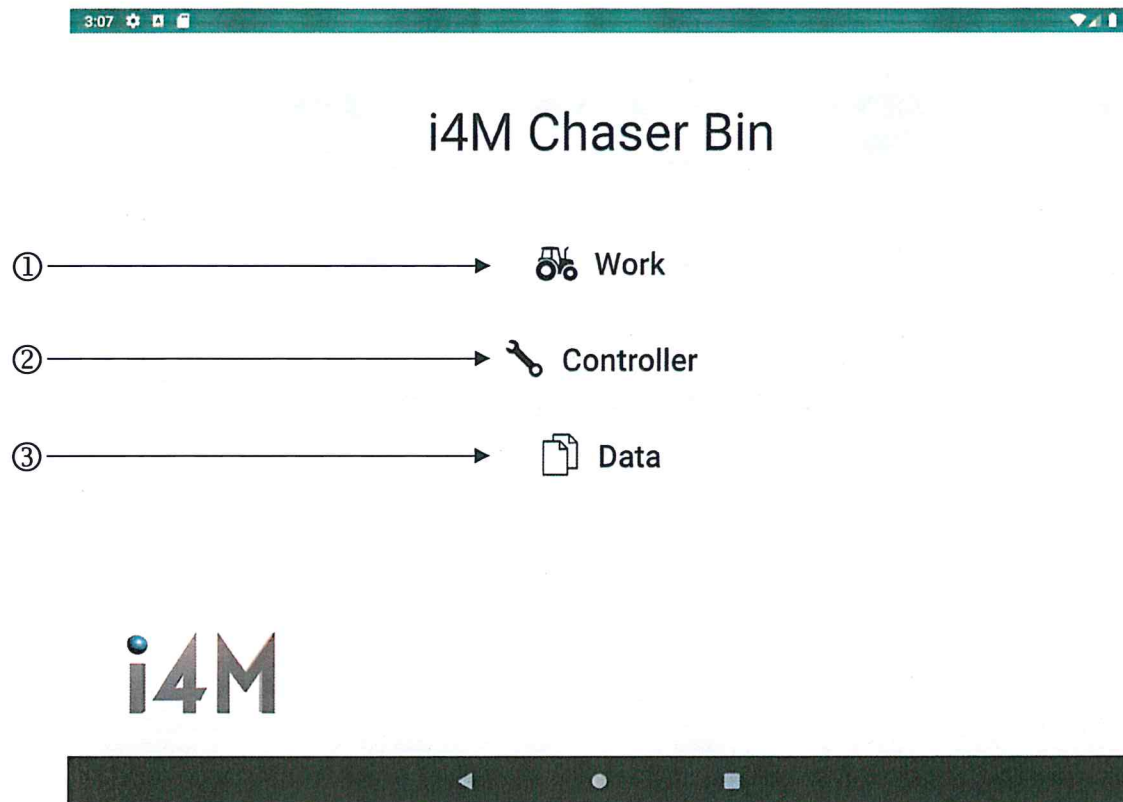 3:07
i4M Chaser Bin
① Work
② Controller
③ Data
i4M